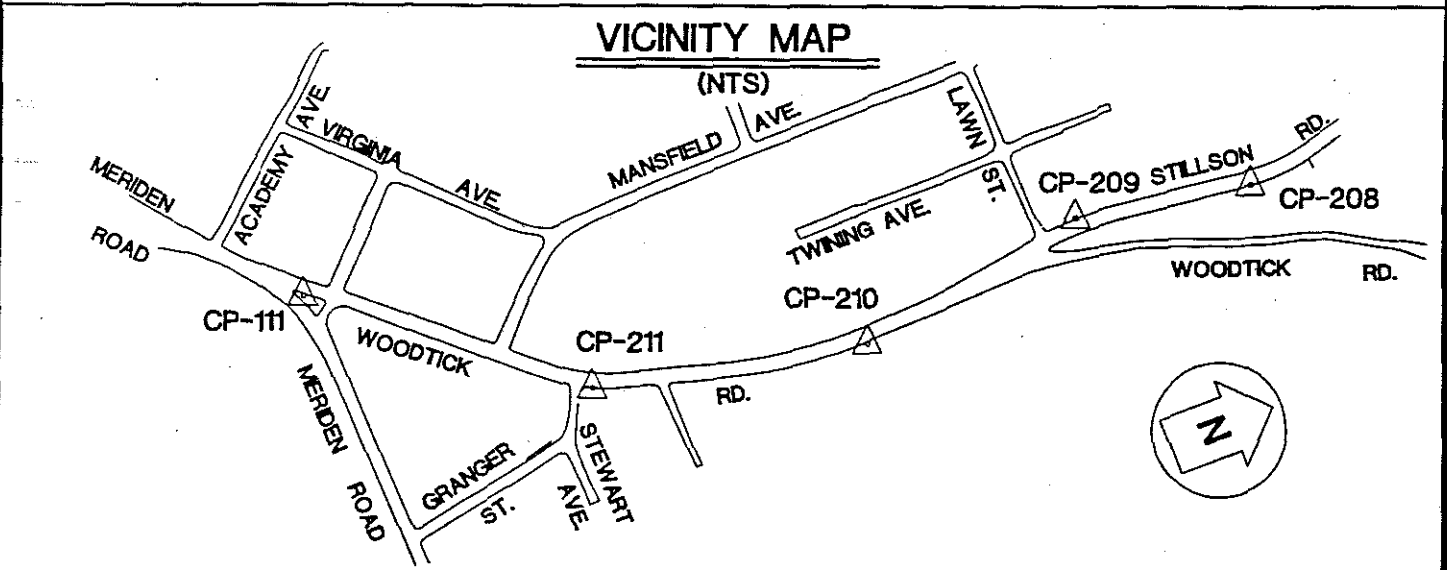 VICINITY MAP
(NTS)
AVE.
VIRGINIA
AVE.
ACADEMY
MERIDEN
ROAD
MANSFIELD
AVE.
LAWN
ST.
TWINING AVE.
CP-209
STILLSON
RD.
CP-208
WOODTICK
RD.
CP-210
CP-111
WOODTICK
CP-211
RD.
MERIDEN
ROAD
GRANGER
ST.
STEWART
AVE.
N